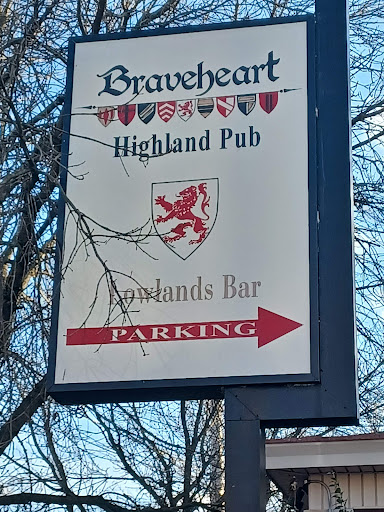 Braveheart
Highland Pub
Lowlands Bar
PARKING